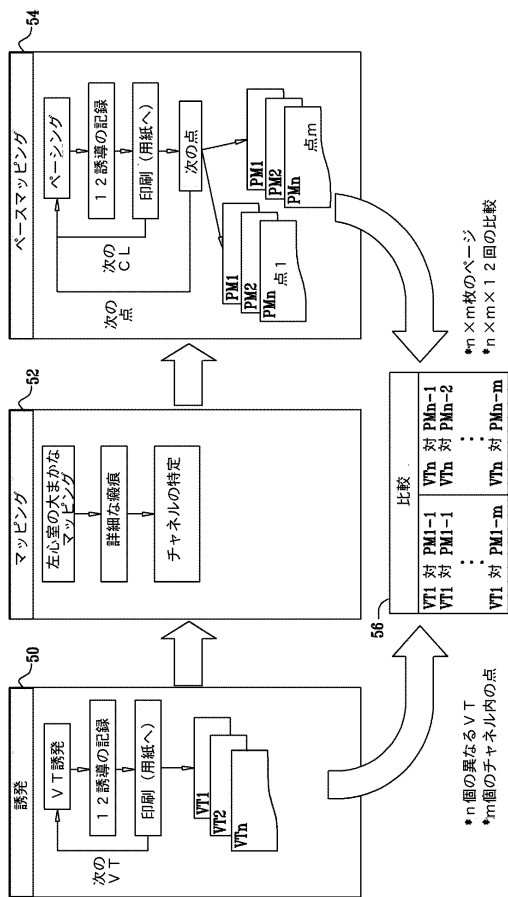 誘発
50
VT誘発
12誘導の記録
印刷（用紙へ）
次の
VT
VT1
VT2
VTn
マッピング
52
左心室の大まかな
マッピング
詳細な瘢痕
チャネルの特定
ペースマッピング
54
ペーシング
12誘導の記録
印刷（用紙へ）
次の点
次の
CL
次の
点
PM1
PM2
PMn
点1
PM1
PM2
PMn
点m
56
比較
VT1 対 PM1-1
VT1 対 PM1-1
⋮
VT1 対 PM1-m
VTn 対 PMn-1
VTn 対 PMn-2
⋮
VTn 対 PMn-m
*n個の異なるVT
*m個のチャネル内の点
*n×m枚のページ
*n×m×12回の比較